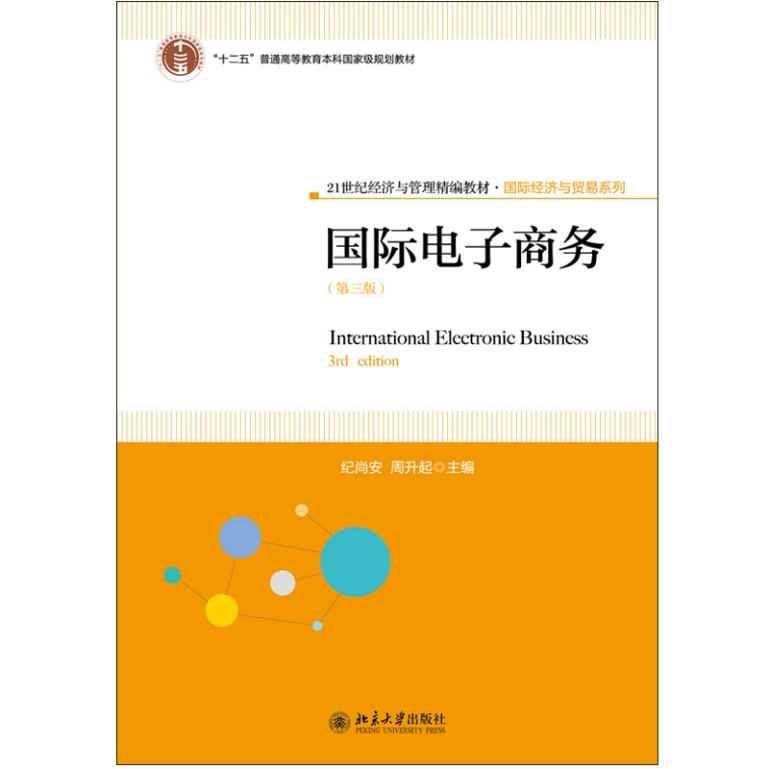 十二五
“十二五”普通高等教育本科国家级规划教材
21世纪经济与管理精编教材·国际经济与贸易系列
国际电子商务
（第三版）
International Electronic Business
3rd edition
纪尚安 周升起◎主编
北京大学出版社
PEKING UNIVERSITY PRESS